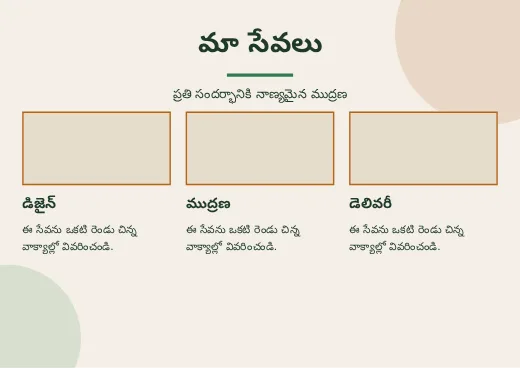 మా సేవలు
ప్రతి సందర్భానికి నాణ్యమైన ముద్రణ
డిజైన్
ఈ సేవను ఒకటి రెండు చిన్న
వాక్యాల్లో వివరించండి.
ముద్రణ
ఈ సేవను ఒకటి రెండు చిన్న
వాక్యాల్లో వివరించండి.
డెలివరీ
ఈ సేవను ఒకటి రెండు చిన్న
వాక్యాల్లో వివరించండి.